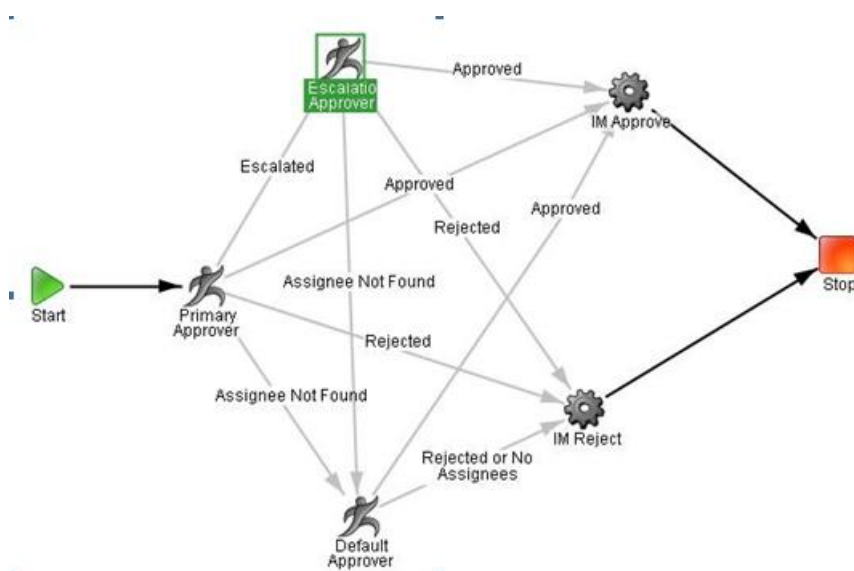 Approved
Escalatio
Approver
IM Approve
Escalated
Approved
Approved
Rejected
Assignee Not Found
Start
Primary
Approver
Stop
Rejected
Assignee Not Found
IM Reject
Rejected or No
Assignees
Default
Approver